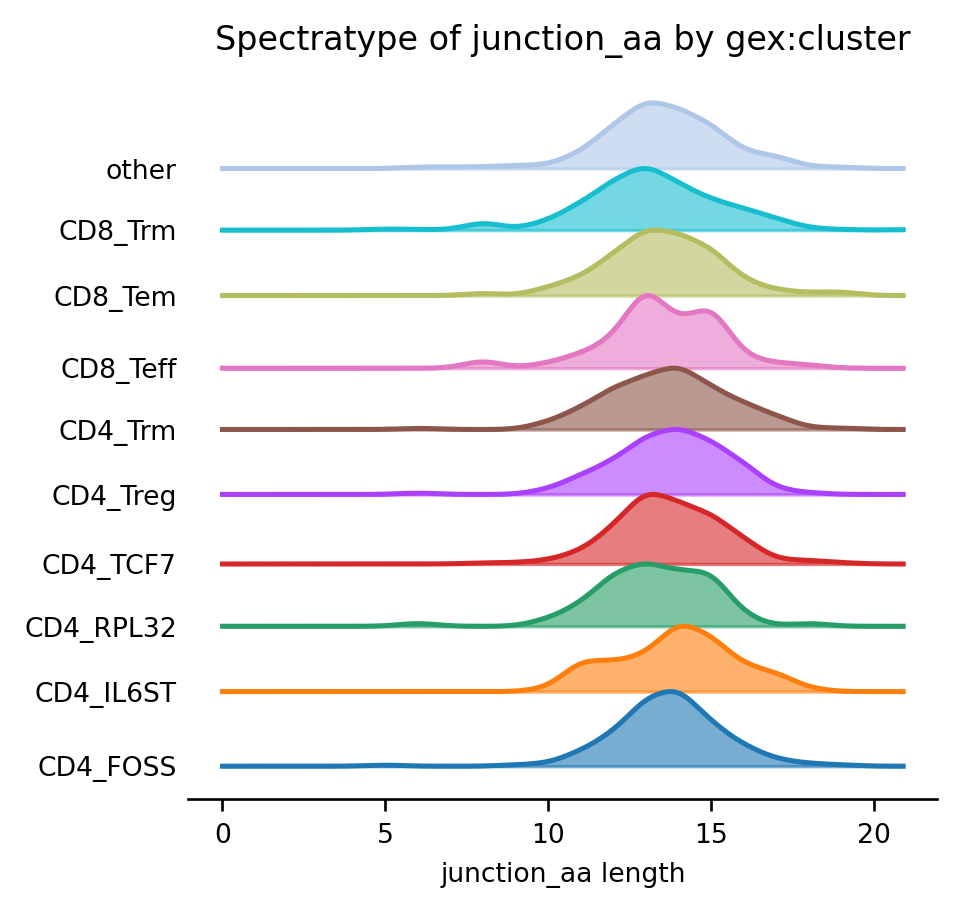 Spectratype of junction_aa by gex:cluster
other
CD8_Trm
CD8_Tem
CD8_Teff
CD4_Trm
CD4_Treg
CD4_TCF7
CD4_RPL32
CD4_IL6ST
CD4_FOSS
0 5 10 15 20
junction_aa length